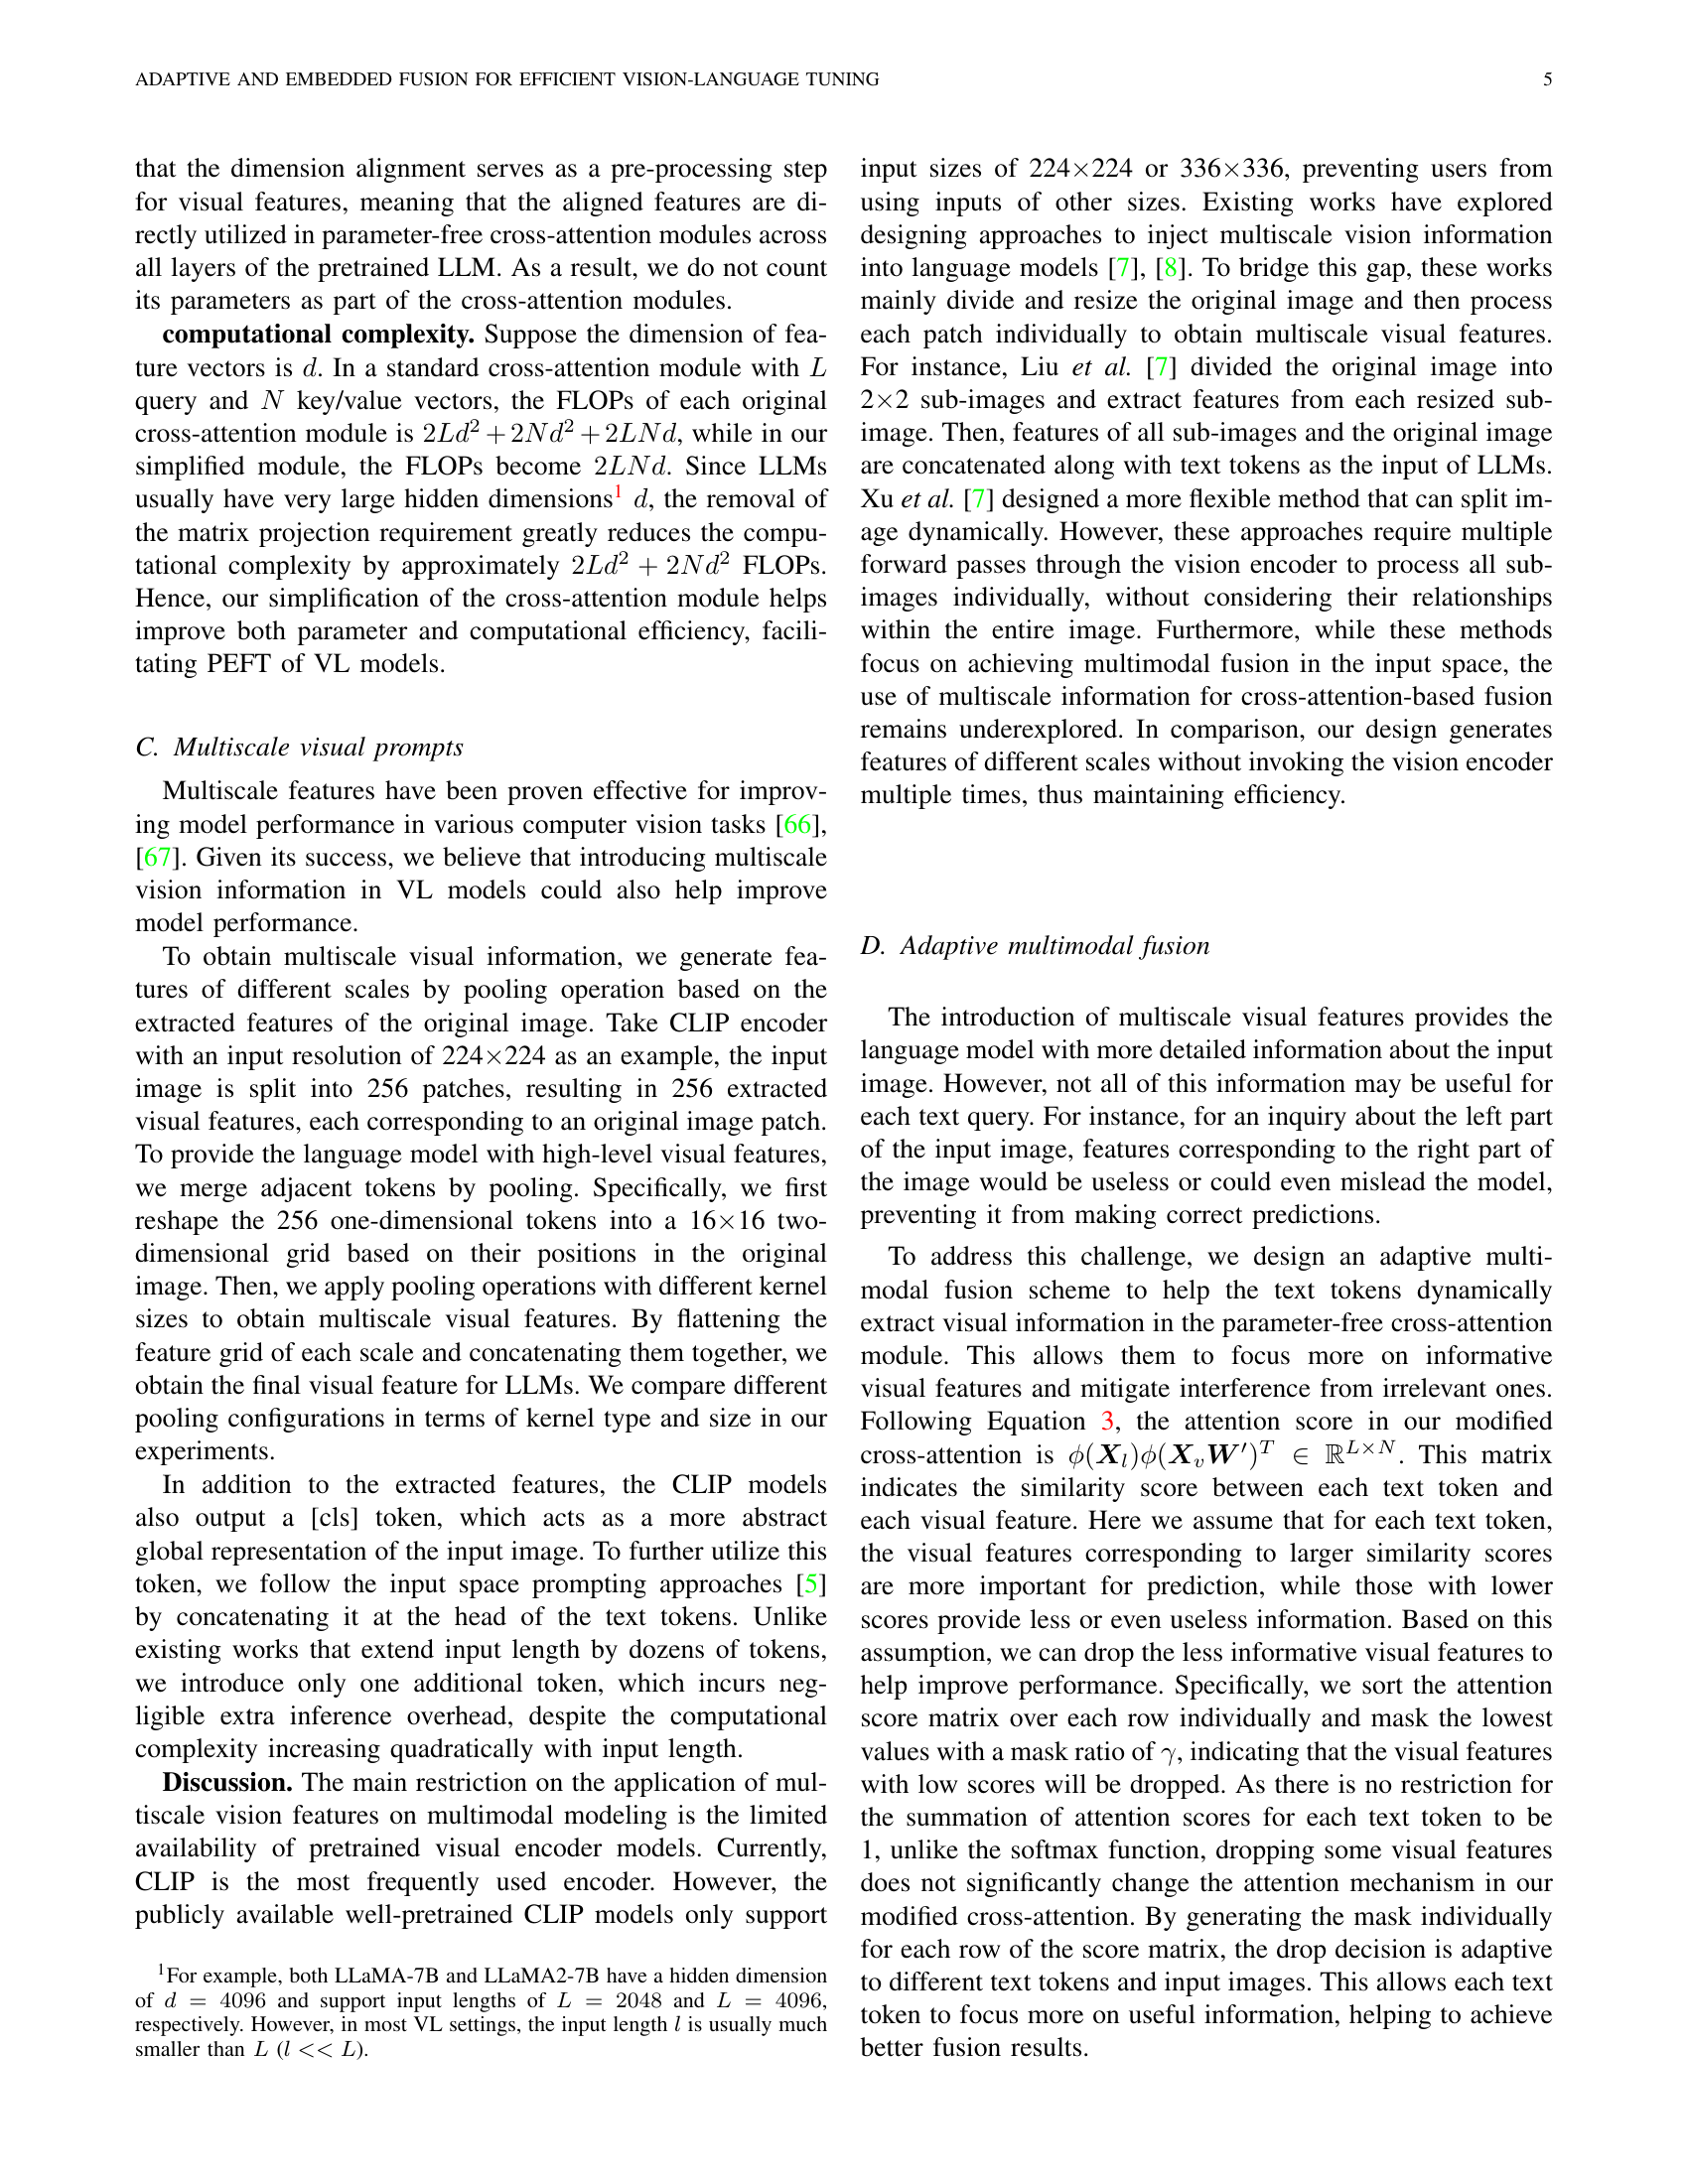 ADAPTIVE AND EMBEDDED FUSION FOR EFFICIENT VISION-LANGUAGE TUNING 5
that the dimension alignment serves as a pre-processing step
for visual features, meaning that the aligned features are di-
rectly utilized in parameter-free cross-attention modules across
all layers of the pretrained LLM. As a result, we do not count
its parameters as part of the cross-attention modules.
computational complexity. Suppose the dimension of fea-
ture vectors is d. In a standard cross-attention module with L
query and N key/value vectors, the FLOPs of each original
cross-attention module is 2Ld² + 2Nd² + 2LNd, while in our
simplified module, the FLOPs become 2LNd. Since LLMs
usually have very large hidden dimensions¹ d, the removal of
the matrix projection requirement greatly reduces the compu-
tational complexity by approximately 2Ld² + 2Nd² FLOPs.
Hence, our simplification of the cross-attention module helps
improve both parameter and computational efficiency, facili-
tating PEFT of VL models.
C. Multiscale visual prompts
Multiscale features have been proven effective for improv-
ing model performance in various computer vision tasks [66],
[67]. Given its success, we believe that introducing multiscale
vision information in VL models could also help improve
model performance.
To obtain multiscale visual information, we generate fea-
tures of different scales by pooling operation based on the
extracted features of the original image. Take CLIP encoder
with an input resolution of 224×224 as an example, the input
image is split into 256 patches, resulting in 256 extracted
visual features, each corresponding to an original image patch.
To provide the language model with high-level visual features,
we merge adjacent tokens by pooling. Specifically, we first
reshape the 256 one-dimensional tokens into a 16×16 two-
dimensional grid based on their positions in the original
image. Then, we apply pooling operations with different kernel
sizes to obtain multiscale visual features. By flattening the
feature grid of each scale and concatenating them together, we
obtain the final visual feature for LLMs. We compare different
pooling configurations in terms of kernel type and size in our
experiments.
In addition to the extracted features, the CLIP models
also output a [cls] token, which acts as a more abstract
global representation of the input image. To further utilize this
token, we follow the input space prompting approaches [5]
by concatenating it at the head of the text tokens. Unlike
existing works that extend input length by dozens of tokens,
we introduce only one additional token, which incurs neg-
ligible extra inference overhead, despite the computational
complexity increasing quadratically with input length.
Discussion. The main restriction on the application of mul-
tiscale vision features on multimodal modeling is the limited
availability of pretrained visual encoder models. Currently,
CLIP is the most frequently used encoder. However, the
publicly available well-pretrained CLIP models only support
¹For example, both LLaMA-7B and LLaMA2-7B have a hidden dimension
of d = 4096 and support input lengths of L = 2048 and L = 4096,
respectively. However, in most VL settings, the input length l is usually much
smaller than L (l << L).
input sizes of 224×224 or 336×336, preventing users from
using inputs of other sizes. Existing works have explored
designing approaches to inject multiscale vision information
into language models [7], [8]. To bridge this gap, these works
mainly divide and resize the original image and then process
each patch individually to obtain multiscale visual features.
For instance, Liu et al. [7] divided the original image into
2×2 sub-images and extract features from each resized sub-
image. Then, features of all sub-images and the original image
are concatenated along with text tokens as the input of LLMs.
Xu et al. [7] designed a more flexible method that can split im-
age dynamically. However, these approaches require multiple
forward passes through the vision encoder to process all sub-
images individually, without considering their relationships
within the entire image. Furthermore, while these methods
focus on achieving multimodal fusion in the input space, the
use of multiscale information for cross-attention-based fusion
remains underexplored. In comparison, our design generates
features of different scales without invoking the vision encoder
multiple times, thus maintaining efficiency.
D. Adaptive multimodal fusion
The introduction of multiscale visual features provides the
language model with more detailed information about the input
image. However, not all of this information may be useful for
each text query. For instance, for an inquiry about the left part
of the input image, features corresponding to the right part of
the image would be useless or could even mislead the model,
preventing it from making correct predictions.
To address this challenge, we design an adaptive multi-
modal fusion scheme to help the text tokens dynamically
extract visual information in the parameter-free cross-attention
module. This allows them to focus more on informative
visual features and mitigate interference from irrelevant ones.
Following Equation 3, the attention score in our modified
cross-attention is ϕ(Xₗ)ϕ(XᵥW′)ᵀ ∈ ℝᴸ×ᴺ. This matrix
indicates the similarity score between each text token and
each visual feature. Here we assume that for each text token,
the visual features corresponding to larger similarity scores
are more important for prediction, while those with lower
scores provide less or even useless information. Based on this
assumption, we can drop the less informative visual features to
help improve performance. Specifically, we sort the attention
score matrix over each row individually and mask the lowest
values with a mask ratio of γ, indicating that the visual features
with low scores will be dropped. As there is no restriction for
the summation of attention scores for each text token to be
1, unlike the softmax function, dropping some visual features
does not significantly change the attention mechanism in our
modified cross-attention. By generating the mask individually
for each row of the score matrix, the drop decision is adaptive
to different text tokens and input images. This allows each text
token to focus more on useful information, helping to achieve
better fusion results.